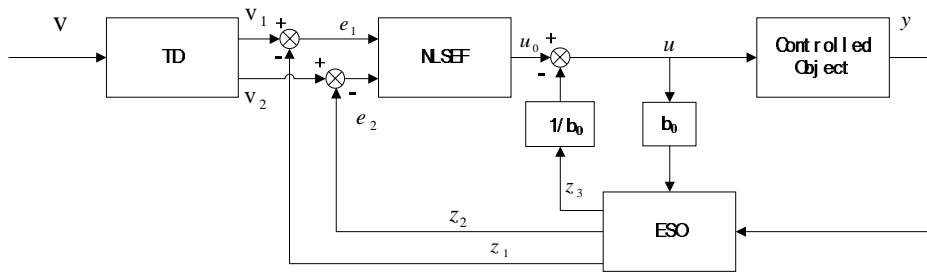 V
TD
v₁
+
-
e₁
v₂
+
-
e₂
NLSEF
u₀
+
-
u
Controlled
Object
y
1/b₀
b₀
z₃
ESO
z₂
z₁